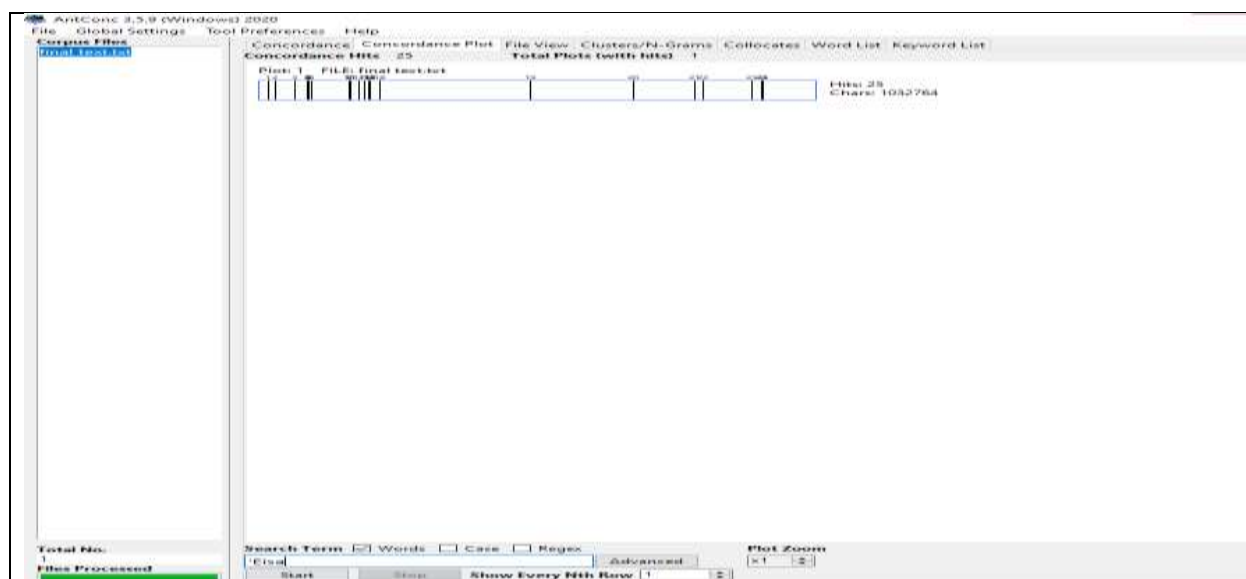 AntConc 3.5.9 (Windows) 2020
File Global Settings Tool Preferences Help
Corpus Files
final text.txt
Concordance Concordance Plot File View Clusters/N-Grams Collocates Word List Keyword List
Concordance Hits 25 Total Plots (with hits) 1
Plot: 1 FILE: final text.txt
Hits: 25
Chars: 1032764
Total No.
1
Files Processed
Search Term Words Case Regex Plot Zoom
'Eisa Advanced x1
Start Stop Show Every Nth Row 1